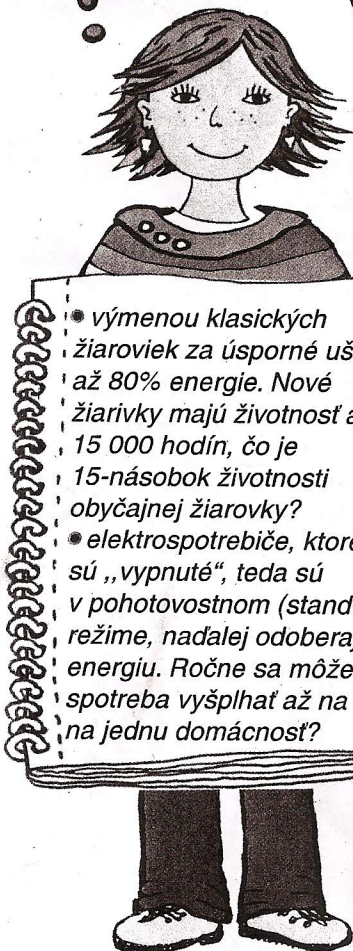 ● výmenou klasických
žiaroviek za úsporné
až 80% energie. Nové
žiarivky majú životnosť
15 000 hodín, čo je
15-násobok životnosti
obyčajnej žiarovky?
● elektrospotrebiče,
sú ,,vypnuté“, teda sú
v pohotovostnom
režime, naďalej
energiu. Ročne sa môže
spotreba vyšplhať až na
na jednu domácnosť?